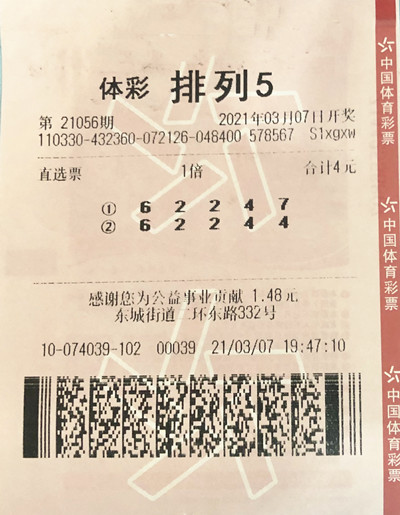 体彩 排列5
第 21056期 2021年03月07日开奖
110330-432360-072126-048400 578567 S1xgxw
直选票 1倍 合计4元
① 6 2 2 4 7
② 6 2 2 4 4
感谢您为公益事业贡献 1.48元
东城街道二环东路332号
10-074039-102 00039 21/03/07 19:47:10
中国体育彩票
中国体育彩票
中国体育彩票